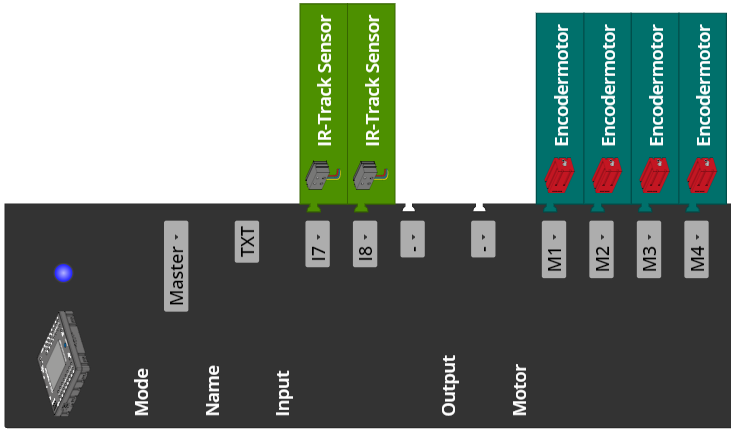 Mode
Master
Name
TXT
Input
I7
IR-Track Sensor
I8
IR-Track Sensor
-
Output
-
Motor
M1
Encodermotor
M2
Encodermotor
M3
Encodermotor
M4
Encodermotor